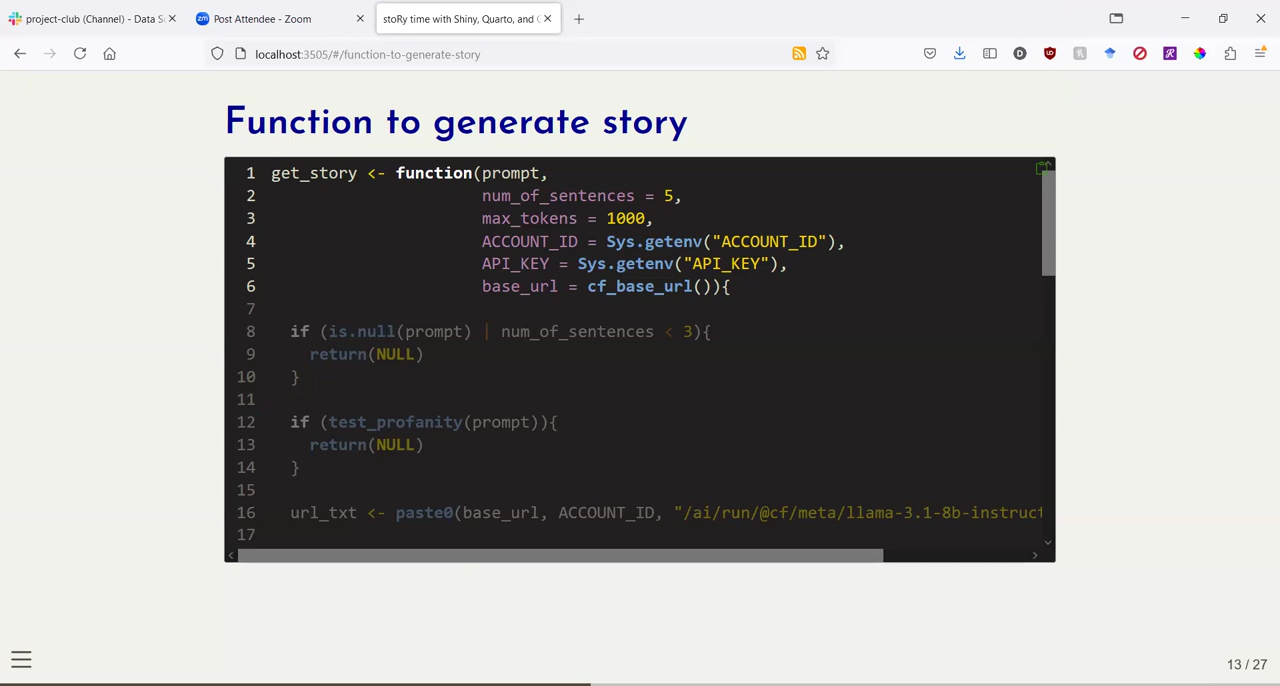 project-club (Channel) - Data S
Post Attendee - Zoom
stoRy time with Shiny, Quarto, and
localhost:3505/#/function-to-generate-story
Function to generate story
1 get_story <- function(prompt,
2 num_of_sentences = 5,
3 max_tokens = 1000,
4 ACCOUNT_ID = Sys.getenv("ACCOUNT_ID"),
5 API_KEY = Sys.getenv("API_KEY"),
6 base_url = cf_base_url()){
7
8 if (is.null(prompt) | num_of_sentences < 3){
9 return(NULL)
10 }
11
12 if (test_profanity(prompt)){
13 return(NULL)
14 }
15
16 url_txt <- paste0(base_url, ACCOUNT_ID, "/ai/run/@cf/meta/llama-3.1-8b-instruct
17
13 / 27